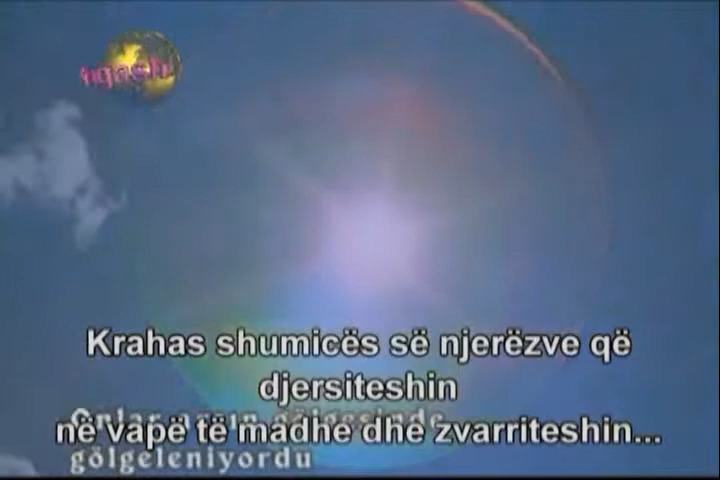 Krahas shumicës së njerëzve që
djersiteshin
në vapë të madhe dhe zvarriteshin...
gölgeleniyordu